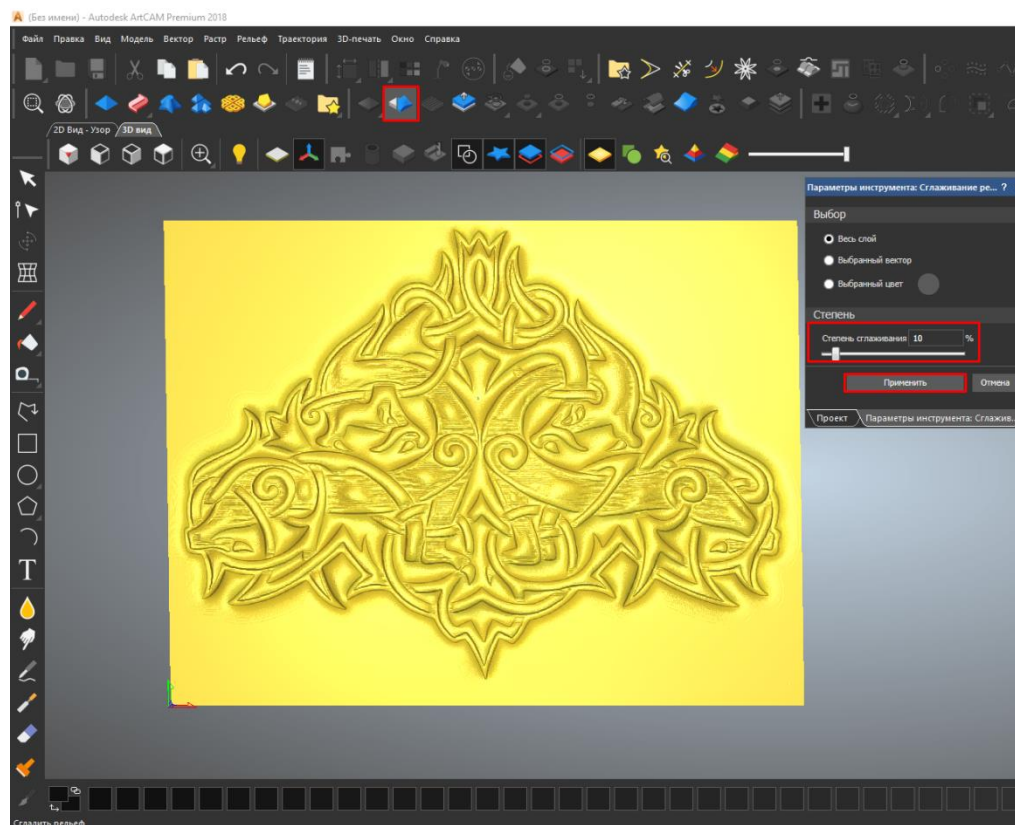 (Без имени) - Autodesk ArtCAM Premium 2018
Файл Правка Вид Модель Вектор Растр Рельеф Траектория 3D-печать Окно Справка
2D Вид - Узор 3D вид
Параметры инструмента: Сглаживание ре... ?
Выбор
Весь слой
Выбранный вектор
Выбранный цвет
Степень
Степень сглаживания 10 %
Применить Отмена
Проект Параметры инструмента: Сглажив...
T
Сгладить рельеф